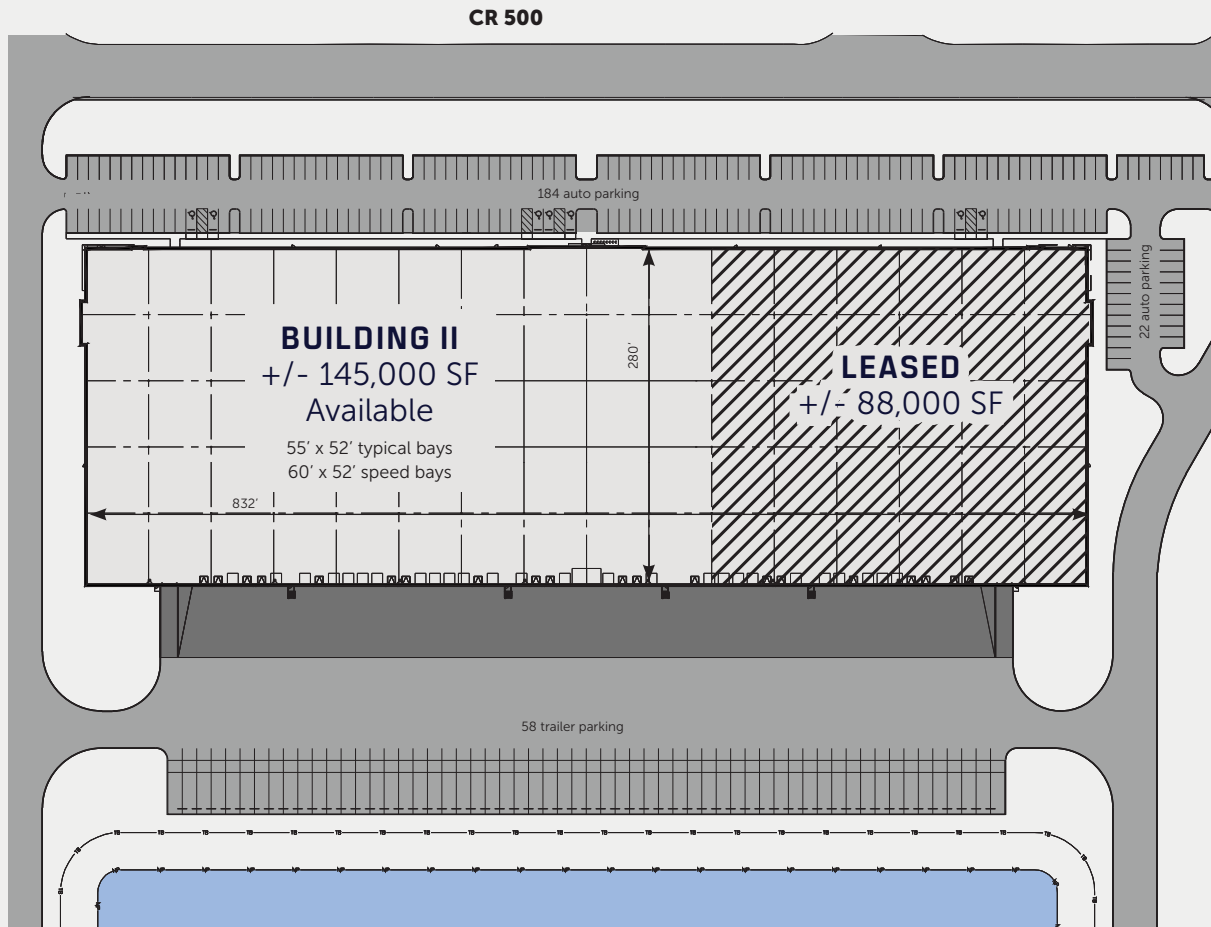 CR 500
184 auto parking
22 auto parking
BUILDING II
+/- 145,000 SF
Available
55' x 52' typical bays
60' x 52' speed bays
280'
LEASED
+/- 88,000 SF
832'
58 trailer parking